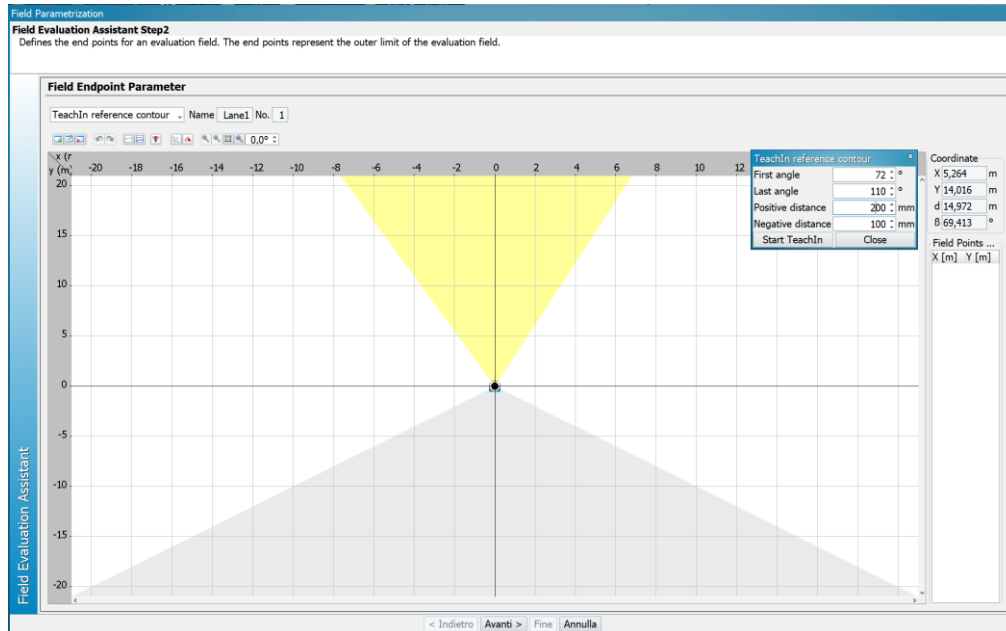 Field Parametrization
Field Evaluation Assistant Step2
Defines the end points for an evaluation field. The end points represent the outer limit of the evaluation field.
Field Endpoint Parameter
TeachIn reference contour Name Lane1 No. 1
0,0°
x (r
y (m) -20 -18 -16 -14 -12 -10 -8 -6 -4 -2 0 2 4 6 8 10 12
20
15
10
5
0
-5
-10
-15
-20
TeachIn reference contour
First angle 72 °
Last angle 110 °
Positive distance 200 mm
Negative distance 100 mm
Start TeachIn Close
Coordinate
X 5,264 m
Y 14,016 m
d 14,972 m
ß 69,413 °
Field Points ...
X [m] Y [m]
Field Evaluation Assistant
< Indietro Avanti > Fine Annulla